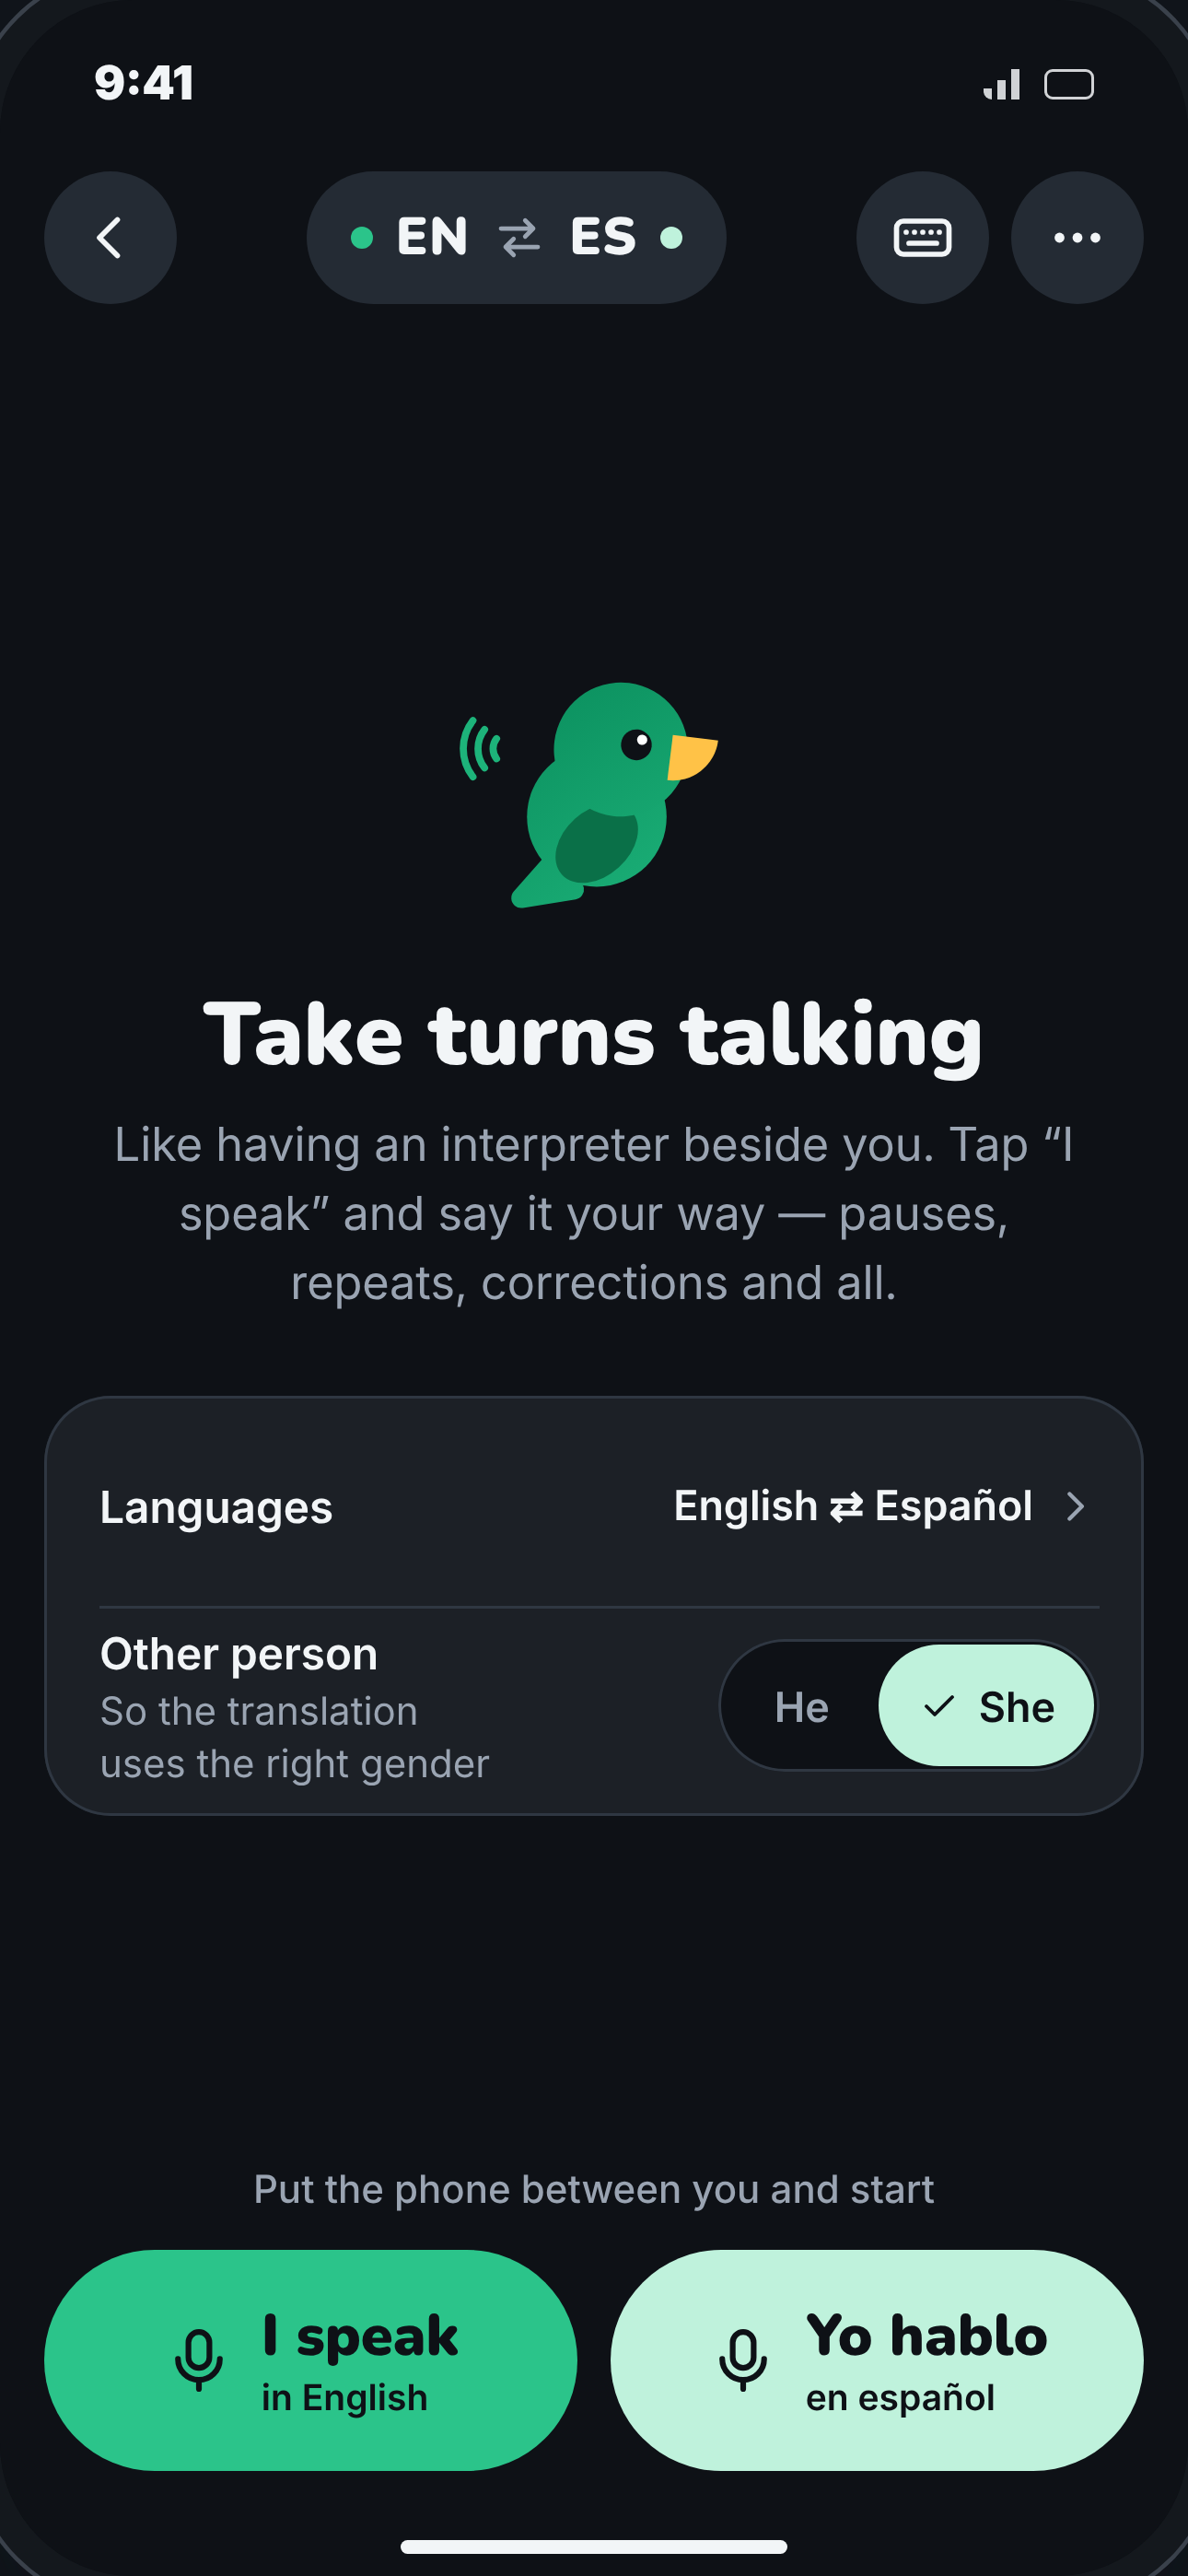 9:41
EN ⇄ ES
Take turns talking
Like having an interpreter beside you. Tap “I
speak” and say it your way — pauses,
repeats, corrections and all.
Languages
English ⇄ Español
Other person
So the translation
uses the right gender
He
She
Put the phone between you and start
I speak
in English
Yo hablo
en español